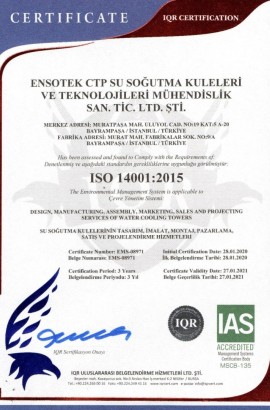 CERTIFICATE
IQR CERTIFICATION
ENSOTEK CTP SU SOĞUTMA KULELERİ
VE TEKNOLOJİLERİ MÜHENDİSLİK
SAN. TİC. LTD. ŞTİ.
MERKEZ ADRESİ: MURATPAŞA MAH. ULUYOL CAD. NO:19 KAT:5 A-20
BAYRAMPAŞA / İSTANBUL / TÜRKİYE
FABRİKA ADRESİ: MURAT MAH. FABRİKALAR SOK. NO:9/A
BAYRAMPAŞA / İSTANBUL / TÜRKİYE
Has been assessed and found to Comply with the Requirements of
Denetlenmiş ve aşağıdaki standardın gerekliliklerine uygunluğu görülmüştür.
ISO 14001:2015
The Environmental Management System is applicable to
Çevre Yönetim Sistemi
DESIGN, MANUFACTURING, ASSEMBLY, MARKETING, SALES AND PROJECTING
SERVICES OF WATER COOLING TOWERS
SU SOĞUTMA KULELERİNİN TASARIM, İMALAT, MONTAJ, PAZARLAMA,
SATIŞ VE PROJELENDİRME HİZMETLERİ
Certificate Number: EMS-08971
Belge Numarası: EMS-08971
Initial Certification Date: 28.01.2020
İlk Belgelendirme Tarihi: 28.01.2020
Certification Period: 3 Years
Belgelendirme Periyodu: 3 Yıl
Certificate Validity Date: 27.01.2021
Belge Geçerlilik Tarihi: 27.01.2021
IQR Sertifikasyon Onayı
IQR
IAS
ACCREDITED
Management Systems
Certification Body
MSCB-135
IQR ULUSLARARASI BELGELENDİRME HİZMETLERİ LTD. ŞTİ.